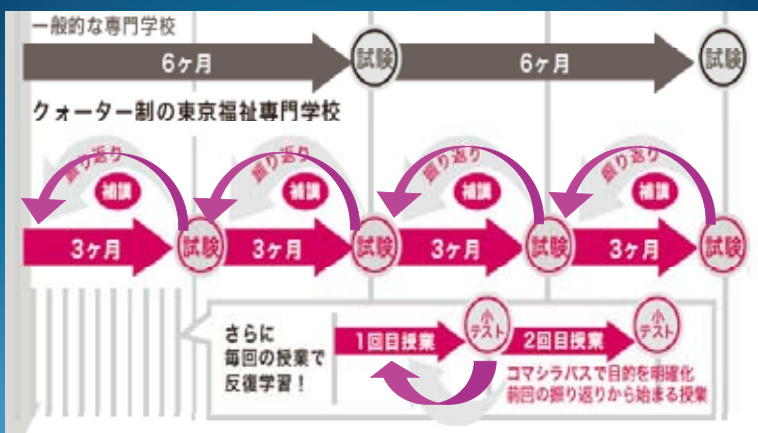 一般的な専門学校
6ヶ月 試験 6ヶ月 試験
クォーター制の東京福祉専門学校
振り返り 振り返り 振り返り 振り返り
補講 補講 補講 補講
3ヶ月 試験 3ヶ月 試験 3ヶ月 試験 3ヶ月 試験
さらに
毎回の授業で
反復学習！
1回目授業 小テスト 2回目授業 小テスト
コマシラバスで目的を明確化
前回の振り返りから始まる授業